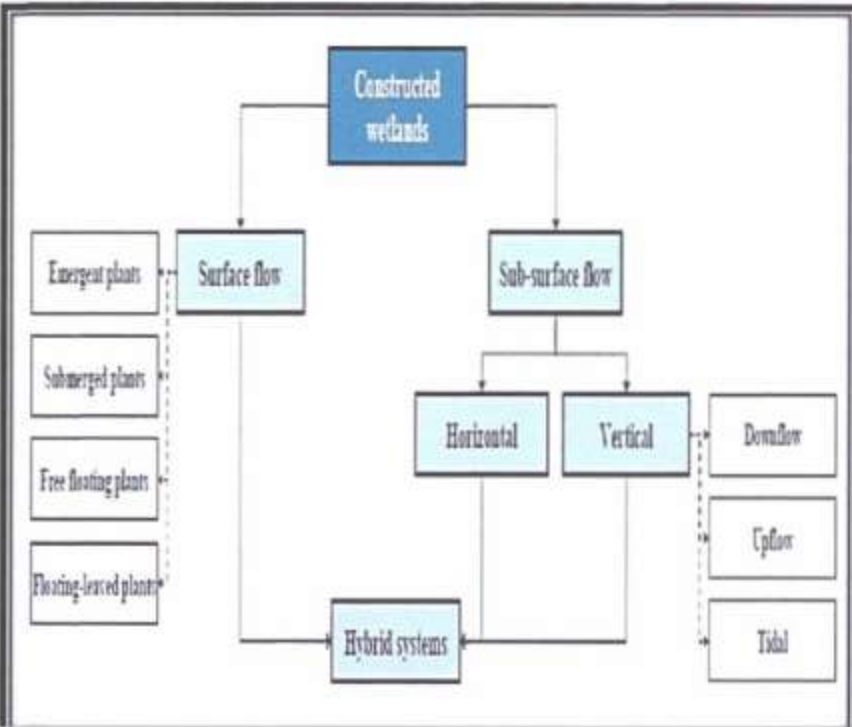 Constructed
wetlands
Emergent plants
Surface flow
Sub-surface flow
Submerged plants
Horizontal
Vertical
Downflow
Free floating plants
Upflow
Floating-leaved plants
Hybrid systems
Tidal